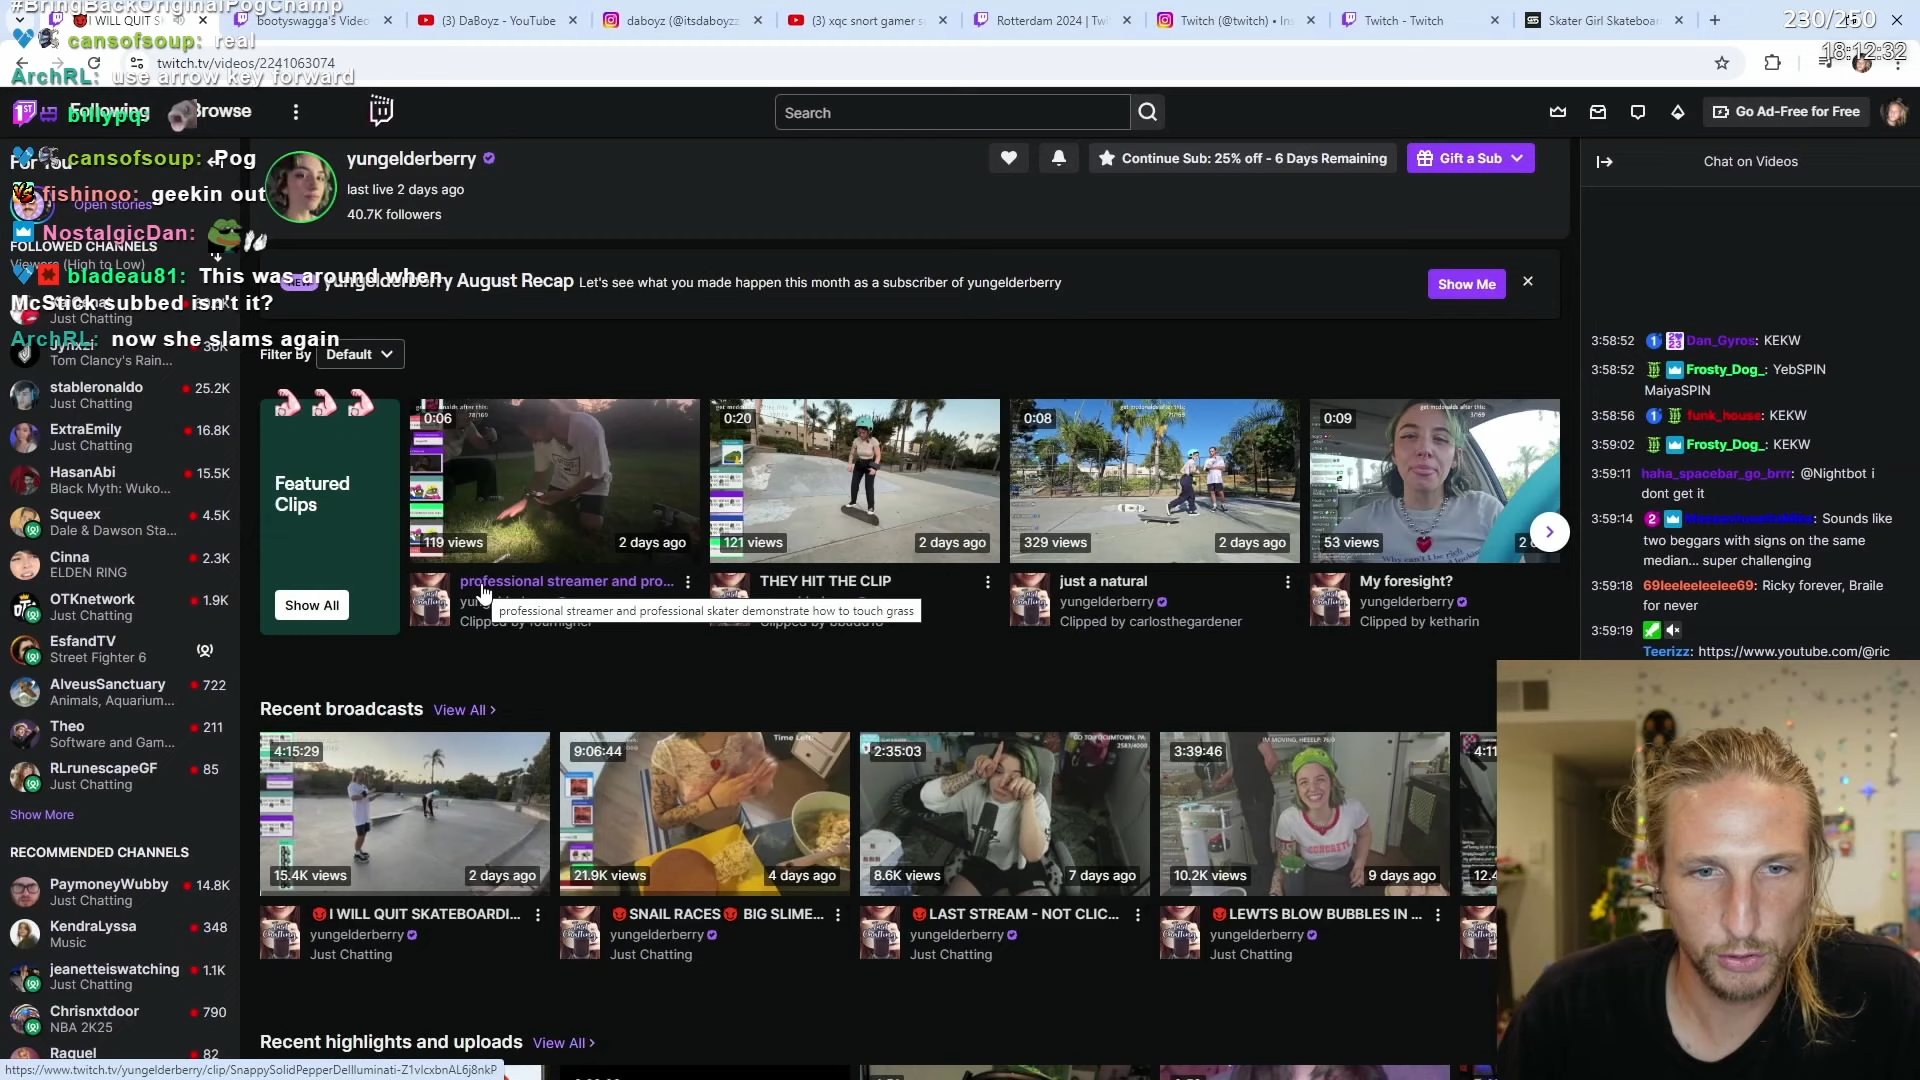 #BringBackOriginalPogChamp
I WILL QUIT SK
bootyswagga's Video
(3) DaBoyz - YouTube
daboyz (@itsdaboyzz
(3) xqc snort gamer s
Rotterdam 2024 | Twi
Twitch (@twitch) • Ins
Twitch - Twitch
Skater Girl Skateboar
230/250
18:12:32
cansofsoup: real
twitch.tv/videos/2241063074
ArchRL: use arrow key forward
Following
Browse
billypq:
Search
Go Ad-Free for Free
For You
cansofsoup: Pog
fishinoo: geekin out
Open stories
NostalgicDan:
FOLLOWED CHANNELS
Viewers (High to Low)
bladeau81: This was around when
McStick subbed isn't it?
ArchRL: now she slams again
yungelderberry
last live 2 days ago
40.7K followers
Continue Sub: 25% off - 6 Days Remaining
Gift a Sub
Chat on Videos
yungelderberry August Recap Let's see what you made happen this month as a subscriber of yungelderberry
Show Me
Filter By Default
Just Chatting
Jynxzi
Tom Clancy's Rain...
stableronaldo 25.2K
Just Chatting
ExtraEmily 16.8K
Just Chatting
HasanAbi 15.5K
Black Myth: Wuko...
Squeex 4.5K
Dale & Dawson Sta...
Cinna 2.3K
ELDEN RING
OTKnetwork 1.9K
Just Chatting
EsfandTV
Street Fighter 6
AlveusSanctuary 722
Animals, Aquarium...
Theo 211
Software and Gam...
RLrunescapeGF 85
Just Chatting
Show More
RECOMMENDED CHANNELS
PaymoneyWubby 14.8K
Just Chatting
KendraLyssa 348
Music
jeanetteiswatching 1.1K
Just Chatting
Chrisnxtdoor 790
NBA 2K25
Raquel 82
Featured
Clips
Show All
0:06
119 views
2 days ago
professional streamer and pro...
professional streamer and professional skater demonstrate how to touch grass
0:20
121 views
2 days ago
THEY HIT THE CLIP
0:08
329 views
2 days ago
just a natural
yungelderberry
Clipped by carlosthegardener
0:09
53 views
My foresight?
yungelderberry
Clipped by ketharin
Recent broadcasts View All
4:15:29
15.4K views
2 days ago
I WILL QUIT SKATEBOARDI...
yungelderberry
Just Chatting
9:06:44
Time Left:
21.9K views
4 days ago
SNAIL RACES BIG SLIME...
yungelderberry
Just Chatting
2:35:03
8.6K views
7 days ago
LAST STREAM - NOT CLIC...
yungelderberry
Just Chatting
3:39:46
10.2K views
9 days ago
LEWTS BLOW BUBBLES IN ...
yungelderberry
Just Chatting
4:11
12.4
Recent highlights and uploads View All
3:58:52 Dan_Gyros: KEKW
3:58:52 Frosty_Dog_: YebSPIN
MaiyaSPIN
3:58:56 funk_house: KEKW
3:59:02 Frosty_Dog_: KEKW
3:59:11 haha_spacebar_go_brrr: @Nightbot i
dont get it
3:59:14 Sounds like
two beggars with signs on the same
median... super challenging
3:59:18 69leeleeleelee69: Ricky forever, Braile
for never
3:59:19
Teerizz: https://www.youtube.com/@ric
https://www.twitch.tv/yungelderberry/clip/SnappySolidPepperDelIluminati-Z1vlcxbnAL6j8nkP